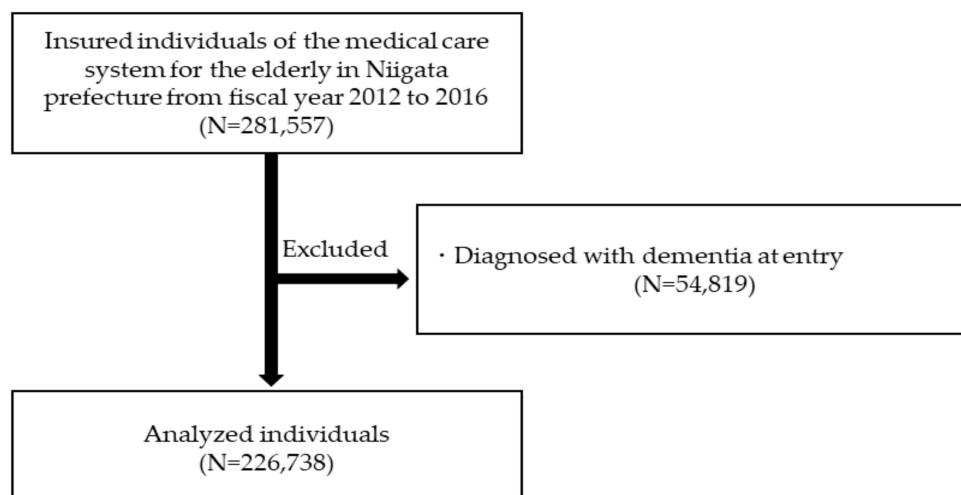 Insured individuals of the medical care
system for the elderly in Niigata
prefecture from fiscal year 2012 to 2016
(N=281,557)
Excluded
・Diagnosed with dementia at entry
(N=54,819)
Analyzed individuals
(N=226,738)